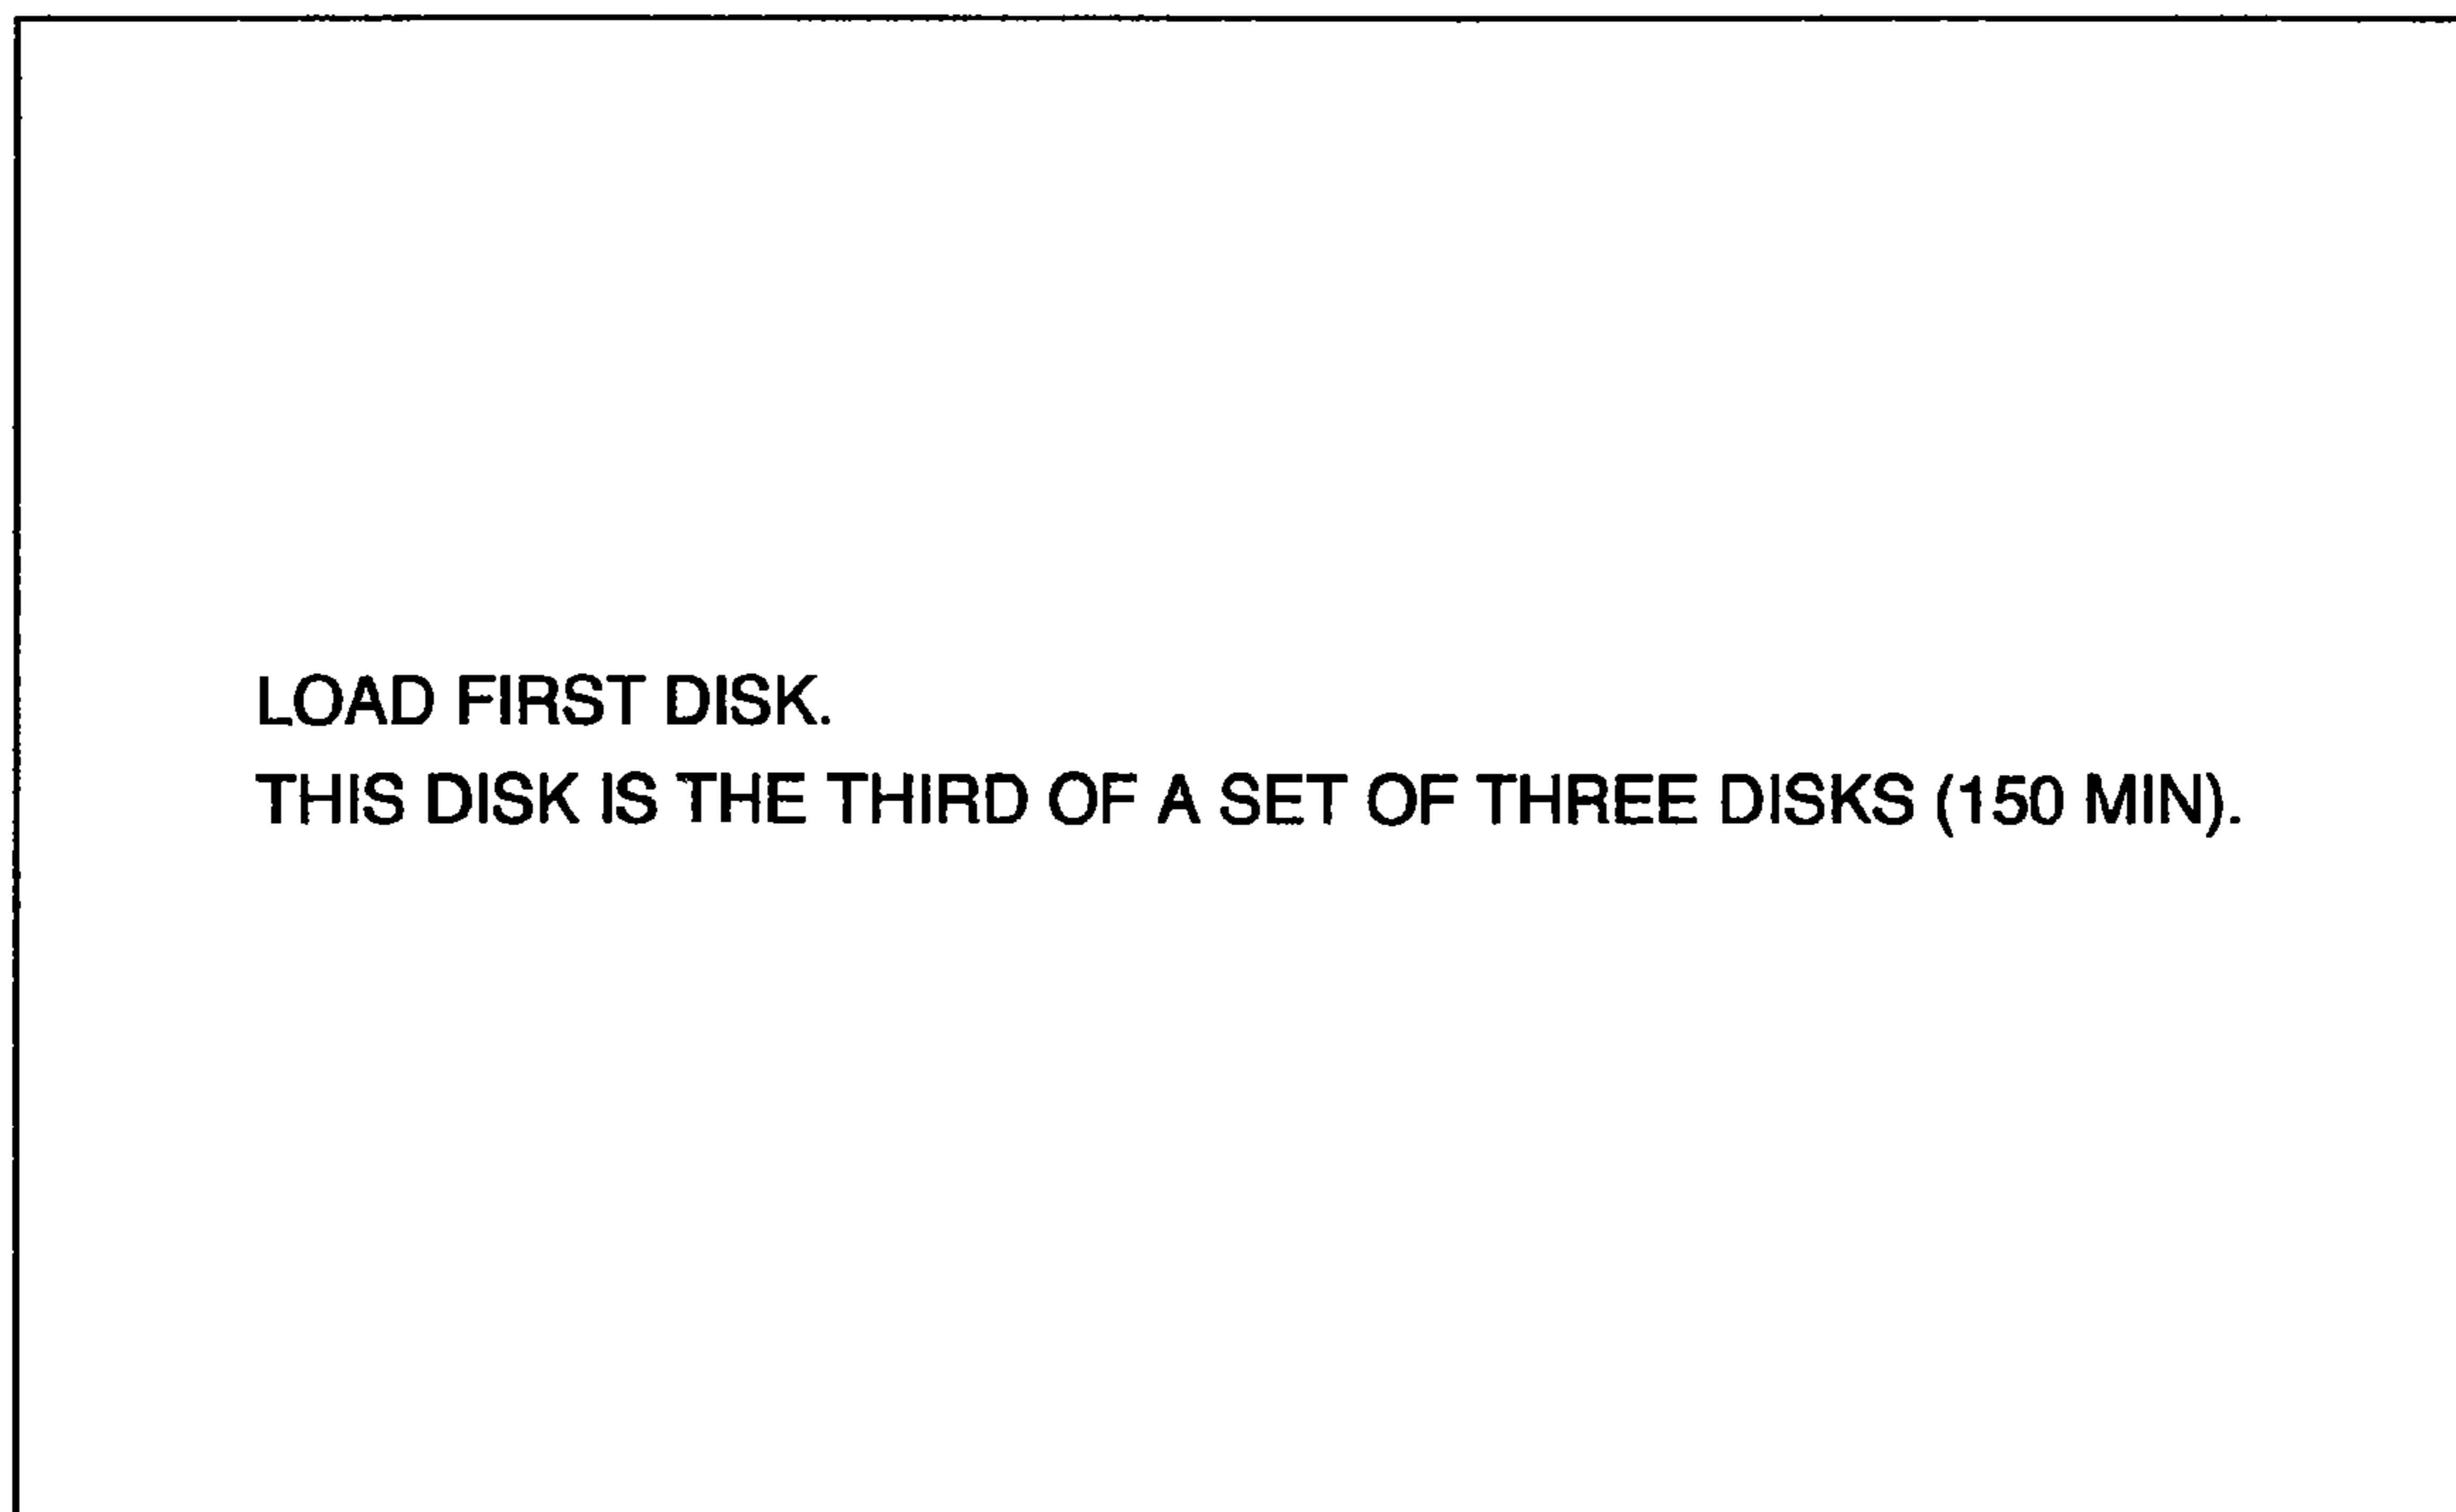 LOAD FIRST DISK.
THIS DISK IS THE THIRD OF A SET OF THREE DISKS (150 MIN).